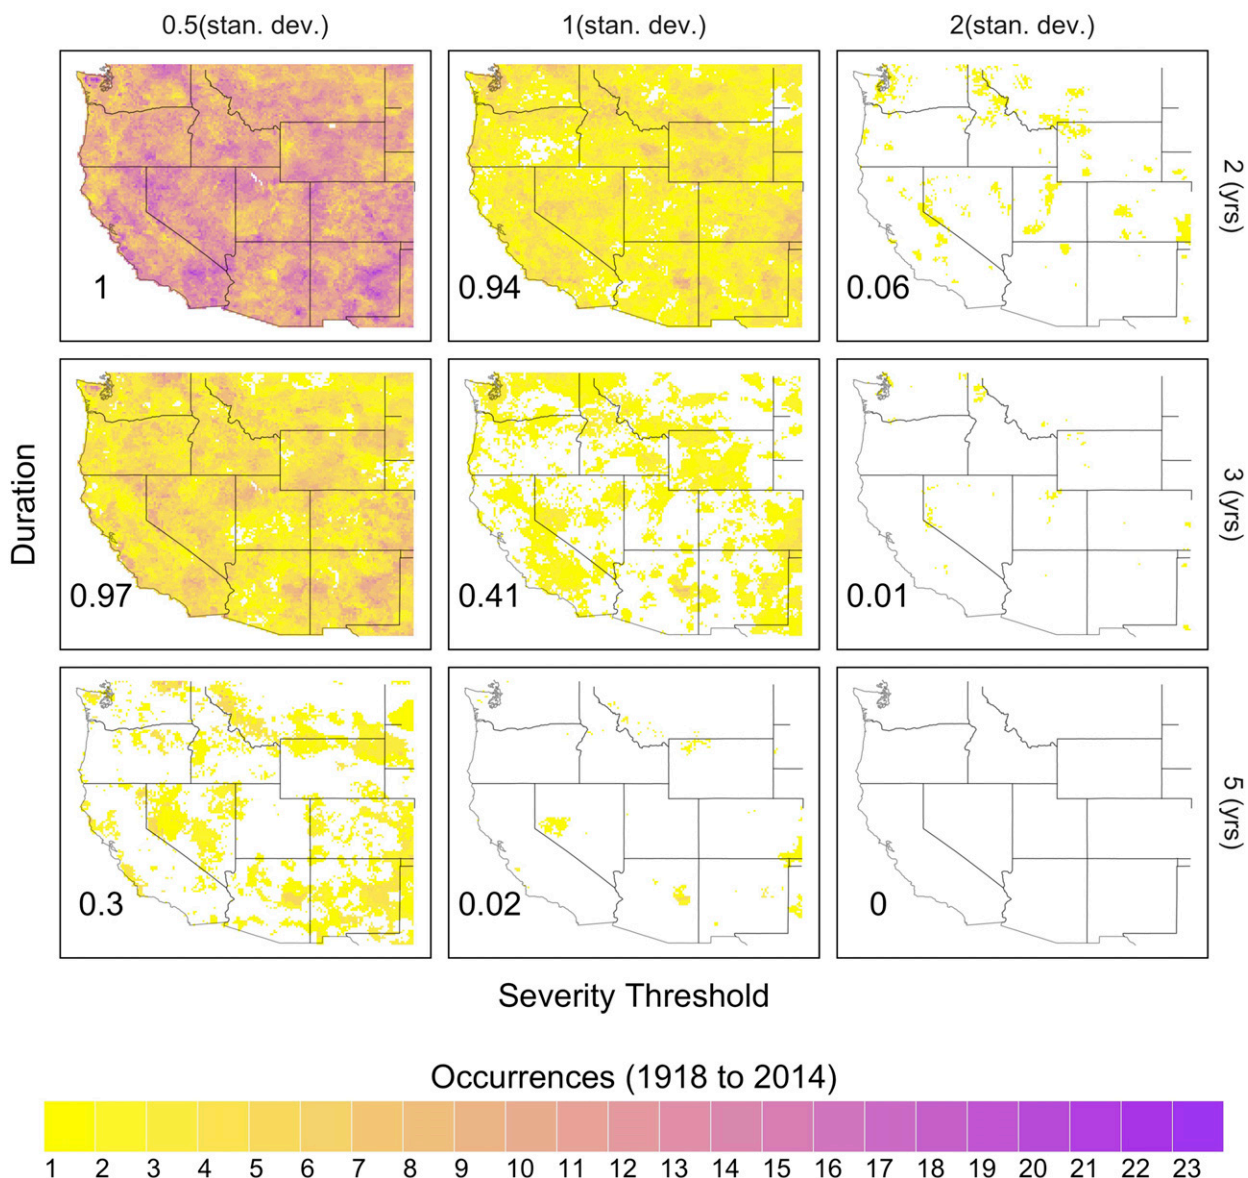 0.5(stan. dev.)
1(stan. dev.)
2(stan. dev.)
1
0.94
0.06
2 (yrs)
Duration
0.97
0.41
0.01
3 (yrs)
0.3
0.02
0
5 (yrs)
Severity Threshold
Occurrences (1918 to 2014)
1 2 3 4 5 6 7 8 9 10 11 12 13 14 15 16 17 18 19 20 21 22 23